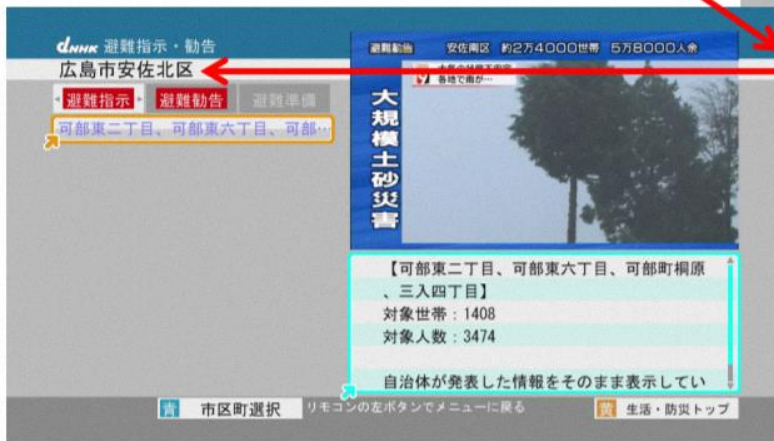 dNHK 避難指示・勧告
広島市安佐北区
避難指示
避難勧告
避難準備
可部東二丁目、可部東六丁目、可部…
避難勧告 安佐南区 約2万4000世帯 5万8000人余
各地で雨が…
大規模土砂災害
【可部東二丁目、可部東六丁目、可部町桐原
、三入四丁目】
対象世帯:1408
対象人数:3474
自治体が発表した情報をそのまま表示してい
青 市区町選択
リモコンの左ボタンでメニューに戻る
黄 生活・防災トップ